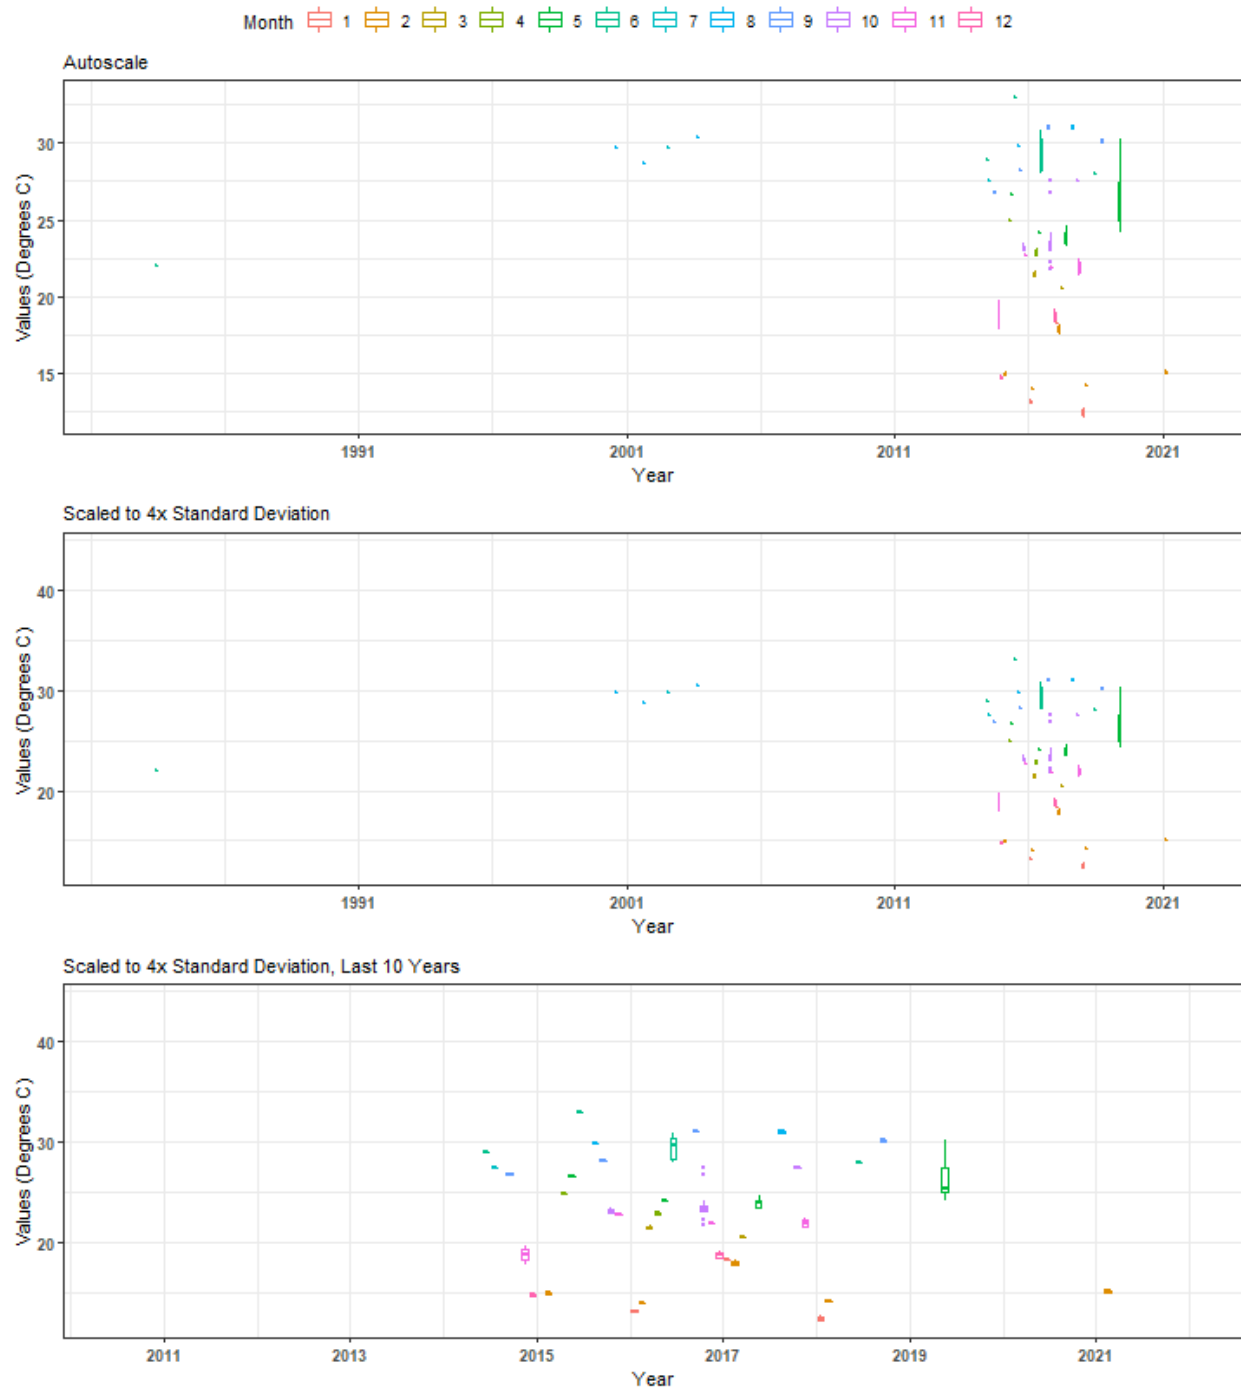 Month 1 2 3 4 5 6 7 8 9 10 11 12
Autoscale
Values (Degrees C)
30
25
20
15
1991 2001 2011 2021
Year
Scaled to 4x Standard Deviation
Values (Degrees C)
40
30
20
1991 2001 2011 2021
Year
Scaled to 4x Standard Deviation, Last 10 Years
Values (Degrees C)
40
30
20
2011 2013 2015 2017 2019 2021
Year